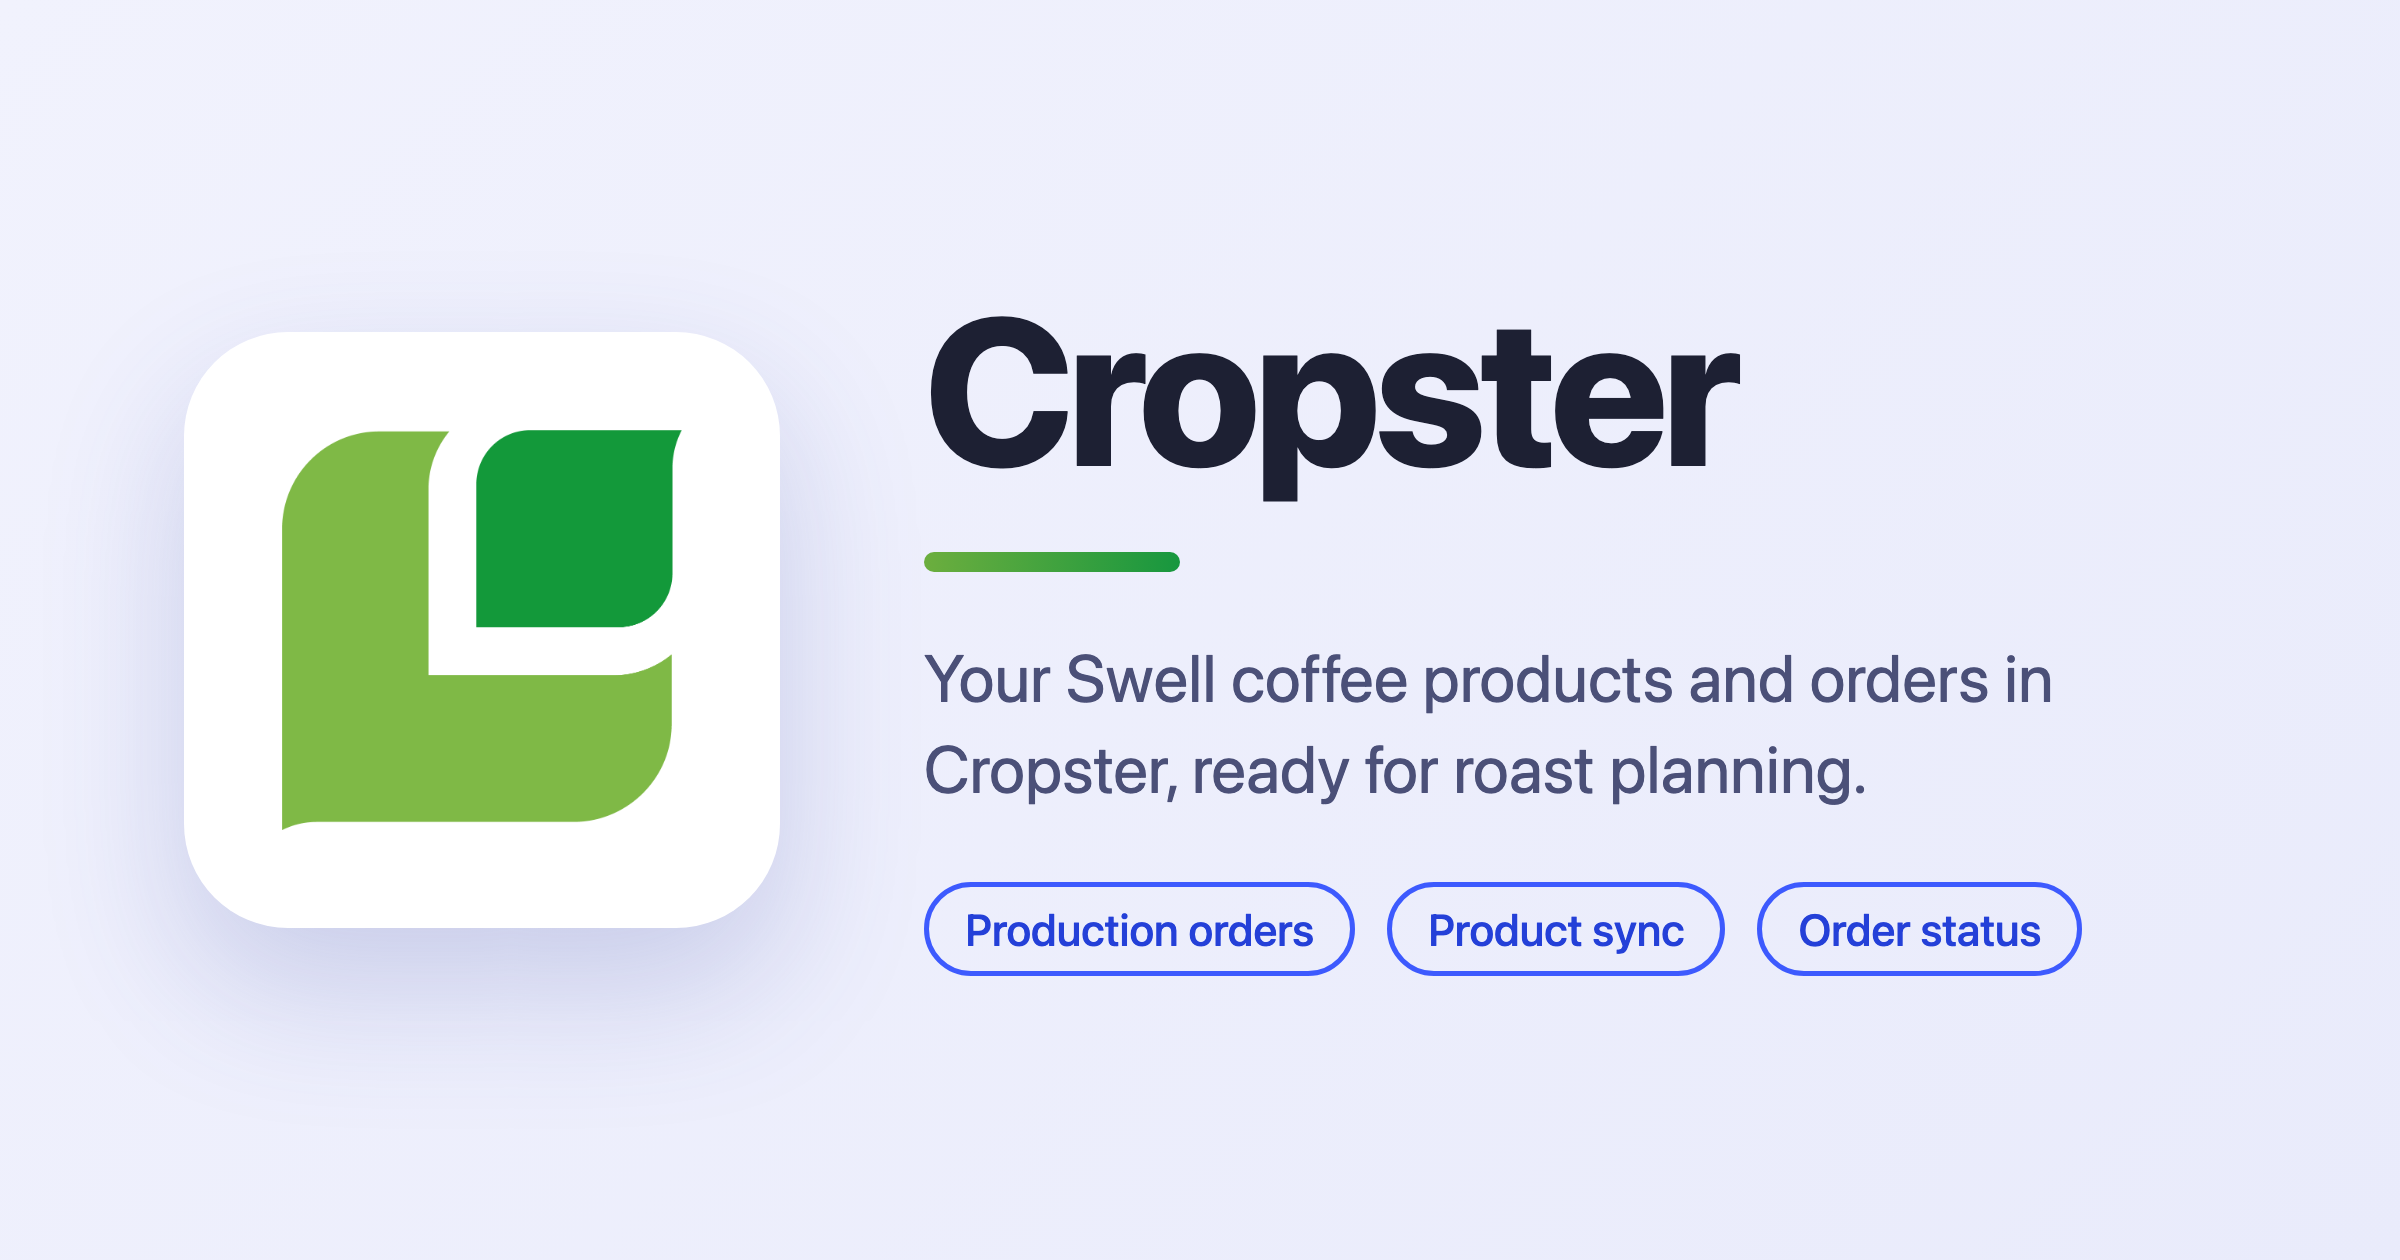 Cropster
Your Swell coffee products and orders in
Cropster, ready for roast planning.
Production orders
Product sync
Order status